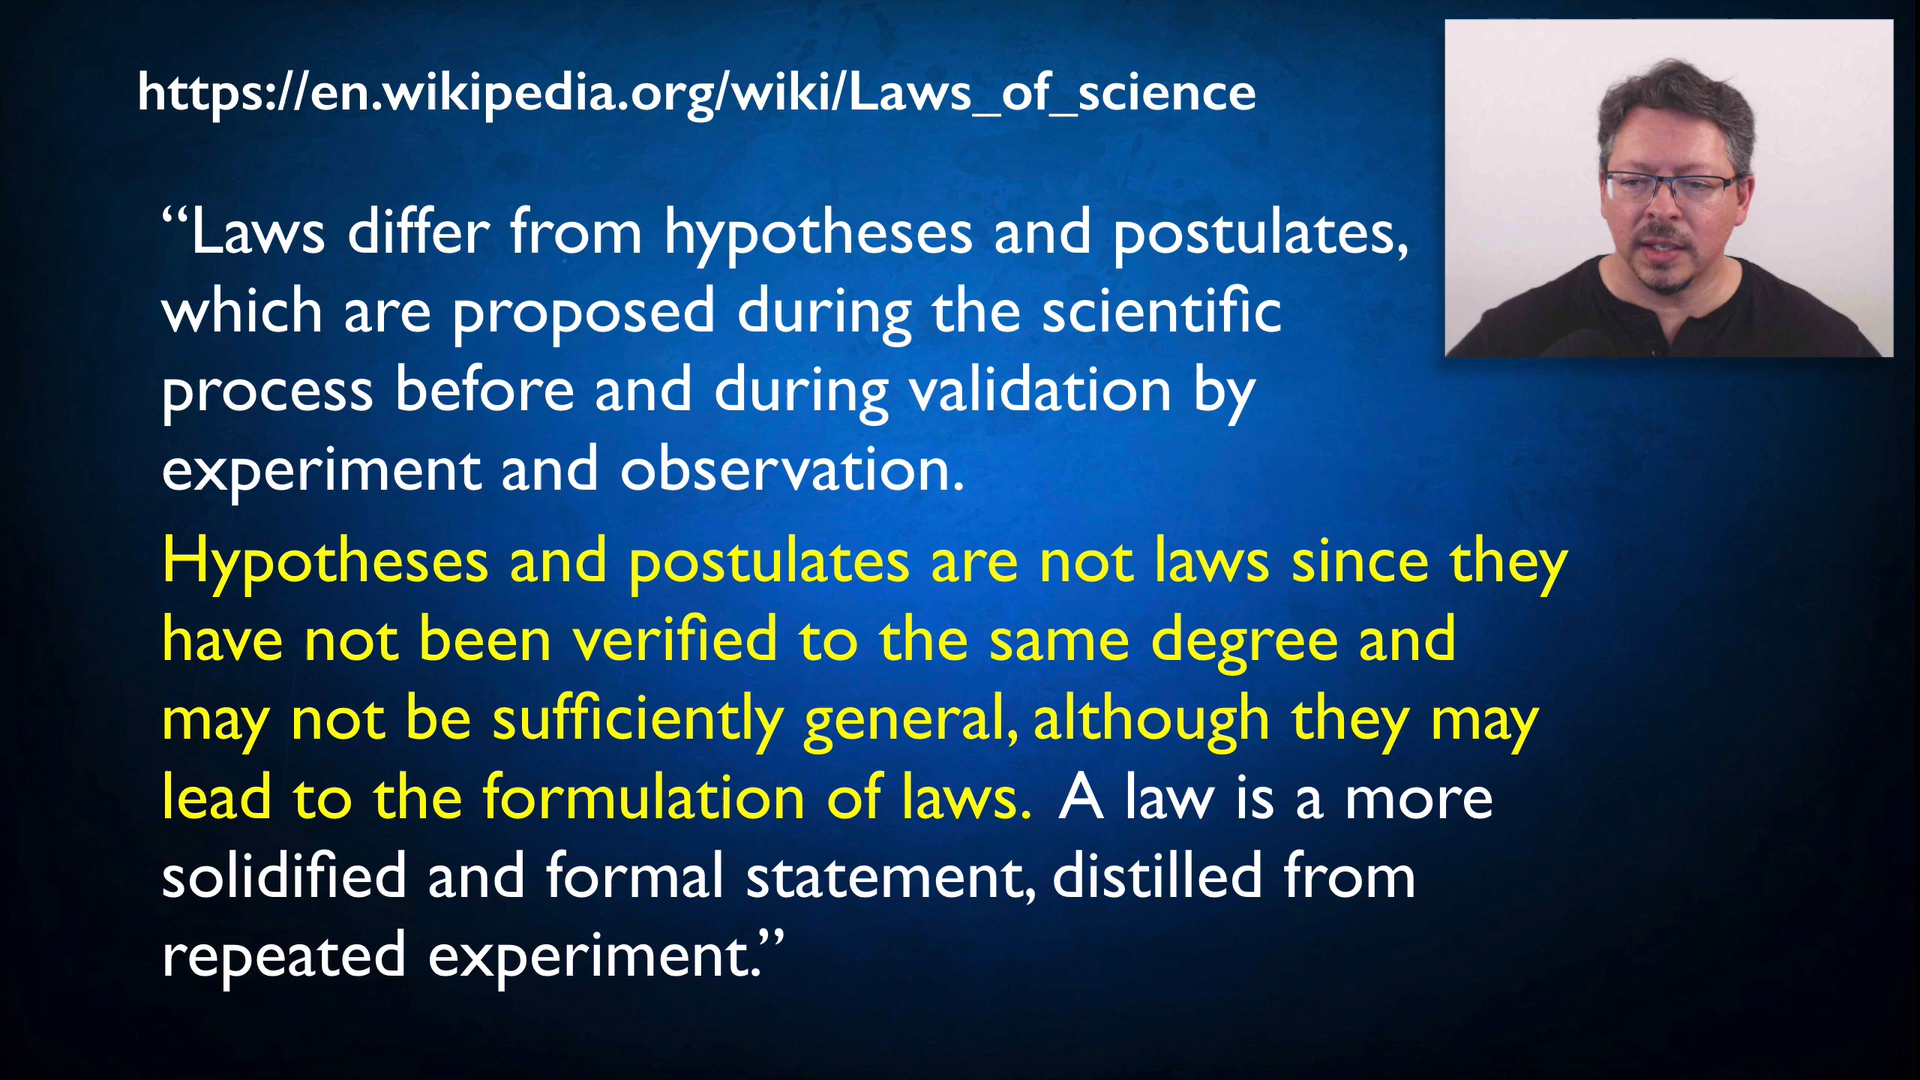 https://en.wikipedia.org/wiki/Laws_of_science
“Laws differ from hypotheses and postulates,
which are proposed during the scientific
process before and during validation by
experiment and observation.
Hypotheses and postulates are not laws since they
have not been verified to the same degree and
may not be sufficiently general, although they may
lead to the formulation of laws. A law is a more
solidified and formal statement, distilled from
repeated experiment.”